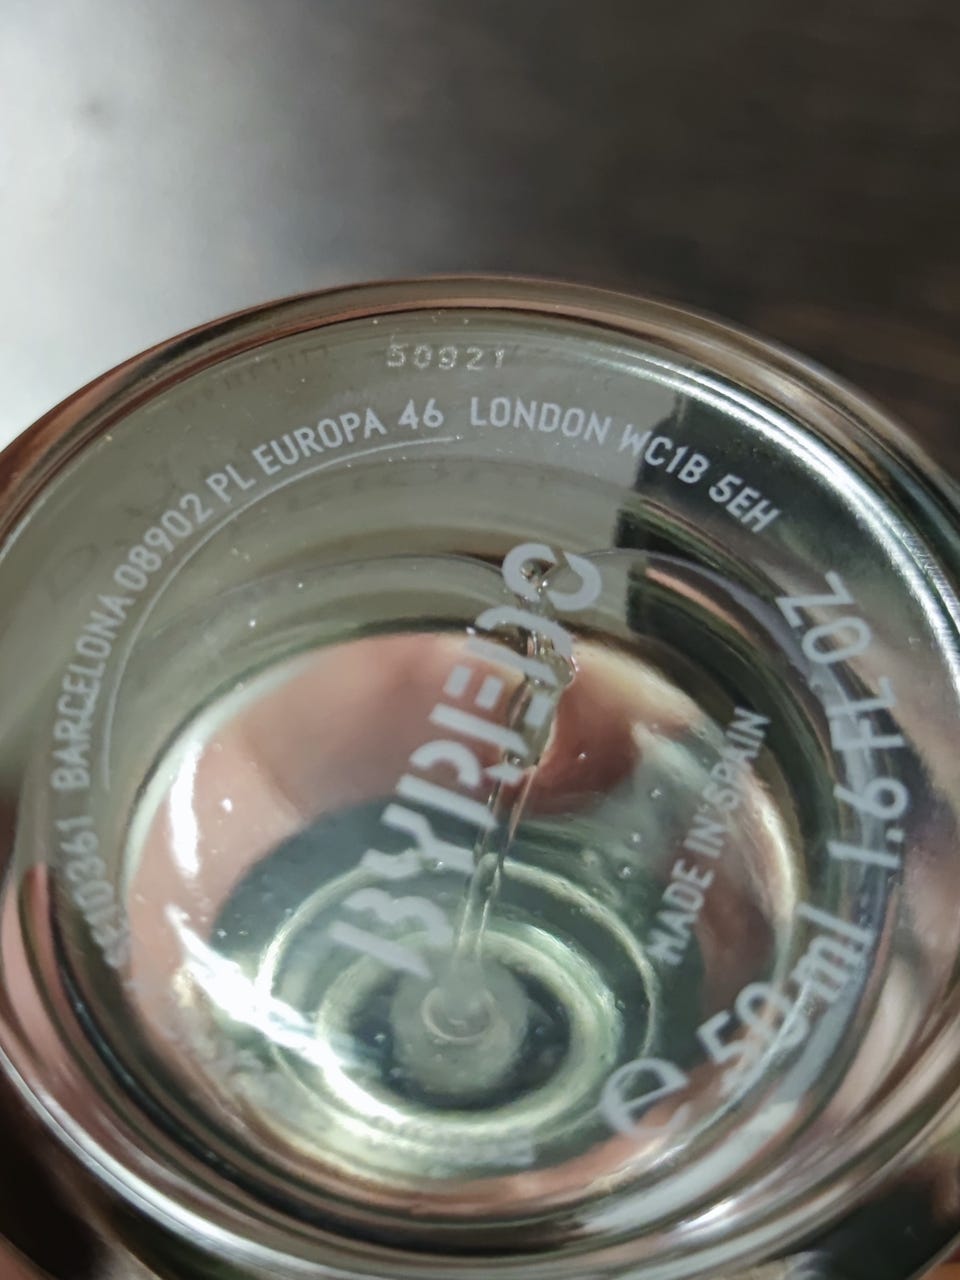 50921
BARCELONA 08902 PL EUROPA 46 LONDON WC1B 5EH
BYREDO
MADE IN SPAIN
e 50ml 1.6 FL OZ